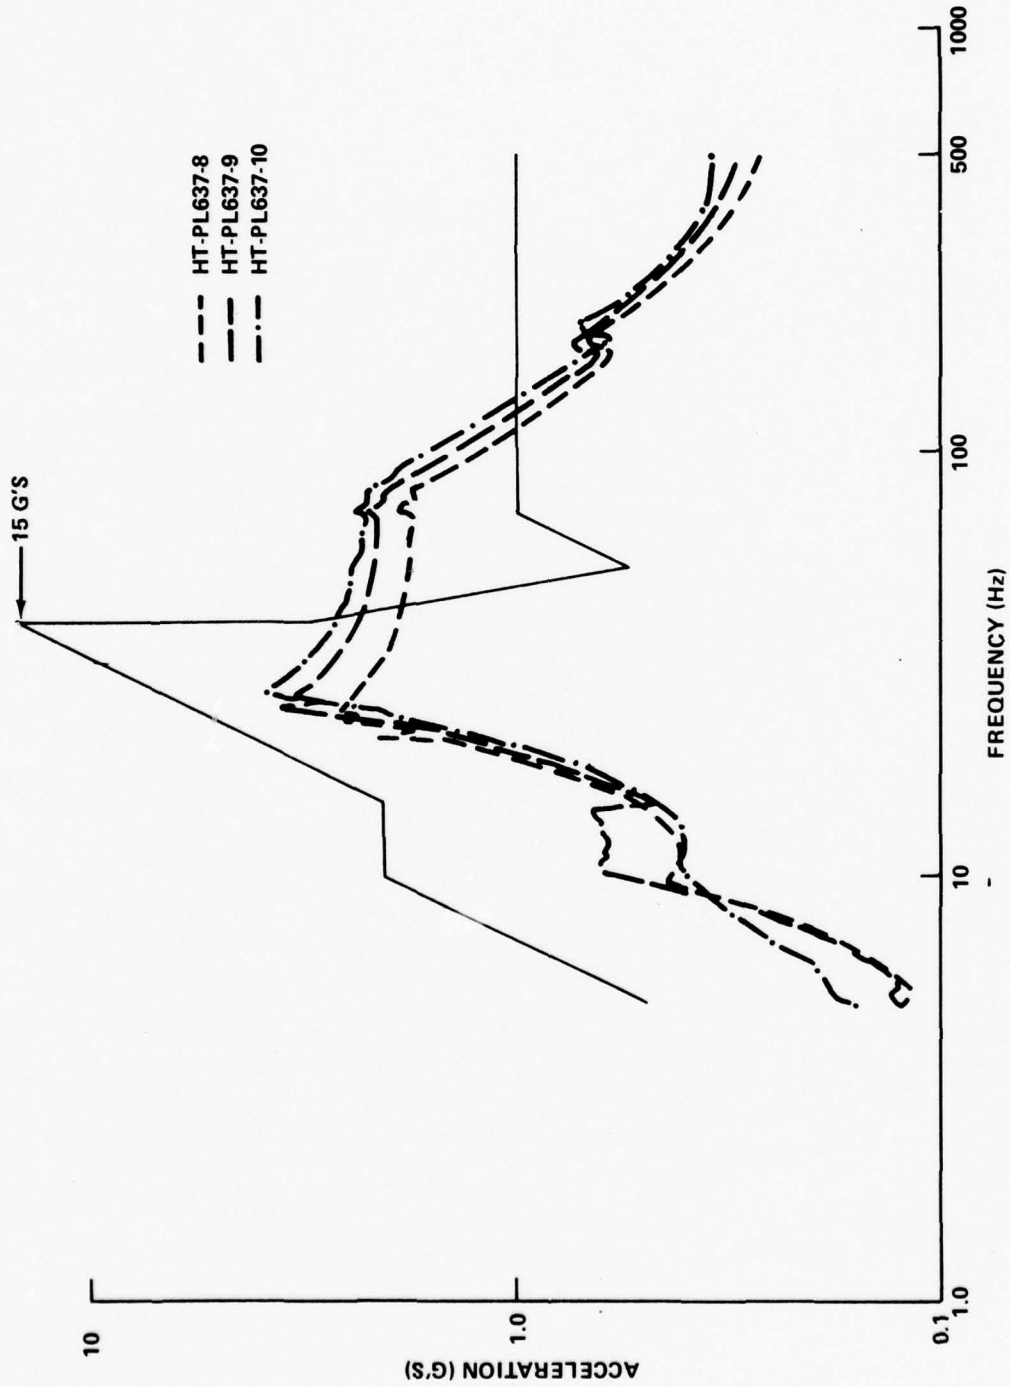 15 G'S
HT-PL637-8
HT-PL637-9
HT-PL637-10
10
1.0
0.1
ACCELERATION (G'S)
1.0
10
100
500
1000
FREQUENCY (Hz)